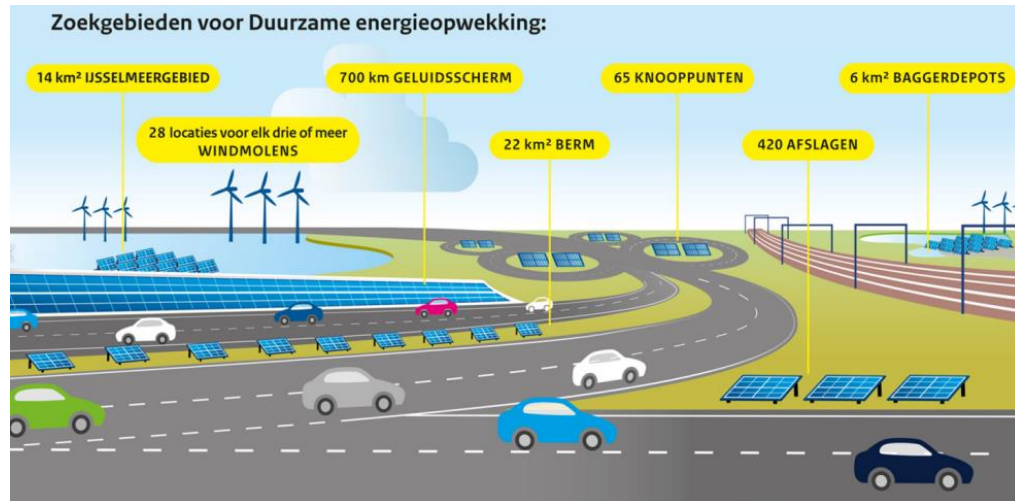 Zoekgebieden voor Duurzame energieopwekking:
14 km² IJSSELMEERGEBIED
700 km GELUIDSSCHERM
65 KNOOPPUNTEN
6 km² BAGGERDEPOTS
28 locaties voor elk drie of meer
WINDMOLENS
22 km² BERM
420 AFSLAGEN